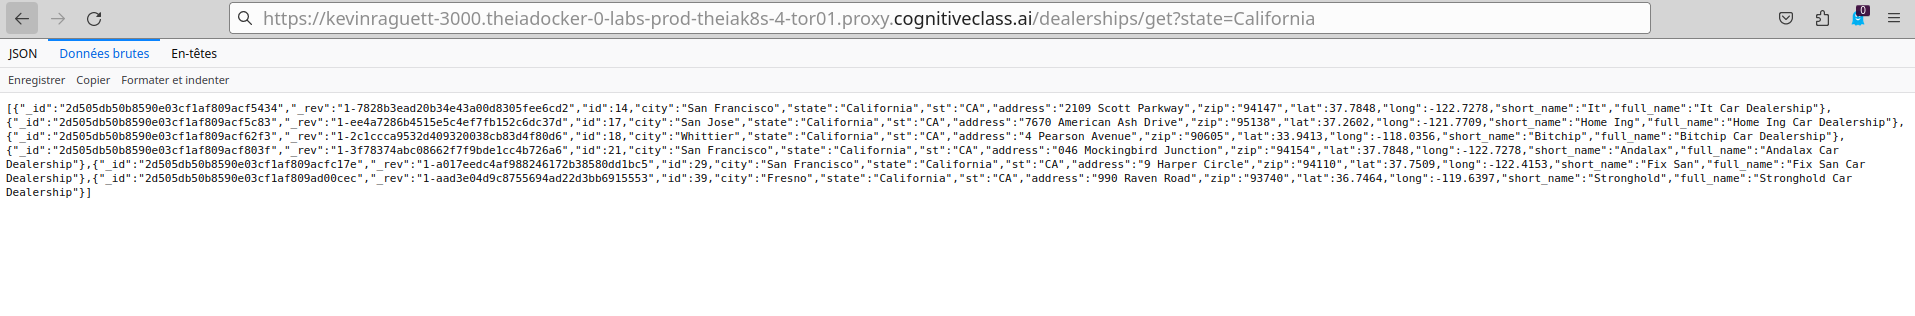 https://kevinraguett-3000.theiadocker-0-labs-prod-theiak8s-4-tor01.proxy.cognitiveclass.ai/dealerships/get?state=California
0
JSON Données brutes En-têtes
Enregistrer Copier Formater et indenter
[{"_id":"2d505db50b8590e03cf1af809acf5434","_rev":"1-7828b3ead20b34e43a00d8305fee6cd2","id":14,"city":"San Francisco","state":"California","st":"CA","address":"2109 Scott Parkway","zip":"94147","lat":37.7848,"long":-122.7278,"short_name":"It","full_name":"It Car Dealership"},
{"_id":"2d505db50b8590e03cf1af809acf5c83","_rev":"1-ee4a7286b4515e5c4ef7fb152c6dc37d","id":17,"city":"San Jose","state":"California","st":"CA","address":"7670 American Ash Drive","zip":"95138","lat":37.2602,"long":-121.7709,"short_name":"Home Ing","full_name":"Home Ing Car Dealership"},
{"_id":"2d505db50b8590e03cf1af809acf62f3","_rev":"1-2c1ccca9532d409320038cb83d4f80d6","id":18,"city":"Whittier","state":"California","st":"CA","address":"4 Pearson Avenue","zip":"90605","lat":33.9413,"long":-118.0356,"short_name":"Bitchip","full_name":"Bitchip Car Dealership"},
{"_id":"2d505db50b8590e03cf1af809acf803f","_rev":"1-3f78374abc08662f7f9bde1cc4b726a6","id":21,"city":"San Francisco","state":"California","st":"CA","address":"046 Mockingbird Junction","zip":"94154","lat":37.7848,"long":-122.7278,"short_name":"Andalax","full_name":"Andalax Car
Dealership"},{"_id":"2d505db50b8590e03cf1af809acfc17e","_rev":"1-a017eedc4af988246172b38580dd1bc5","id":29,"city":"San Francisco","state":"California","st":"CA","address":"9 Harper Circle","zip":"94110","lat":37.7509,"long":-122.4153,"short_name":"Fix San","full_name":"Fix San Car
Dealership"},{"_id":"2d505db50b8590e03cf1af809ad00cec","_rev":"1-aad3e04d9c8755694ad22d3bb6915553","id":39,"city":"Fresno","state":"California","st":"CA","address":"990 Raven Road","zip":"93740","lat":36.7464,"long":-119.6397,"short_name":"Stronghold","full_name":"Stronghold Car
Dealership"}]